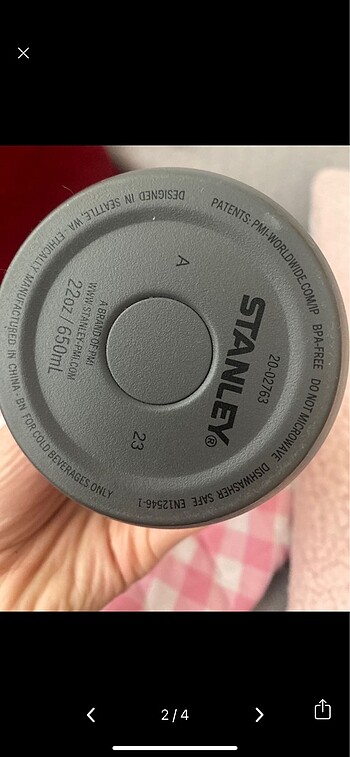 PATENTS: PMI-WORLDWIDE.COM/IP BPA-FREE DO NOT MICROWAVE DISHWASHER SAFE EN12546-1
FOR COLD BEVERAGES ONLY
DESIGNED IN SEATTLE, WA - ETHICALLY MANUFACTURED IN CHINA - BN
A
STANLEY®
20-02763
23
A BRAND OF PMI
WWW.STANLEY-PMI.COM
22oz / 650mL
2 / 4